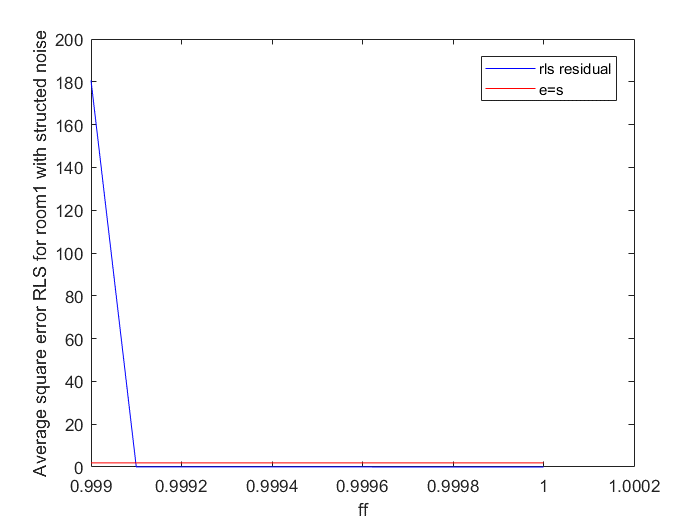 Average square error RLS for room1 with structed noise
200
180
160
140
120
100
80
60
40
20
0
0.999 0.9992 0.9994 0.9996 0.9998 1 1.0002
ff
rls residual
e=s